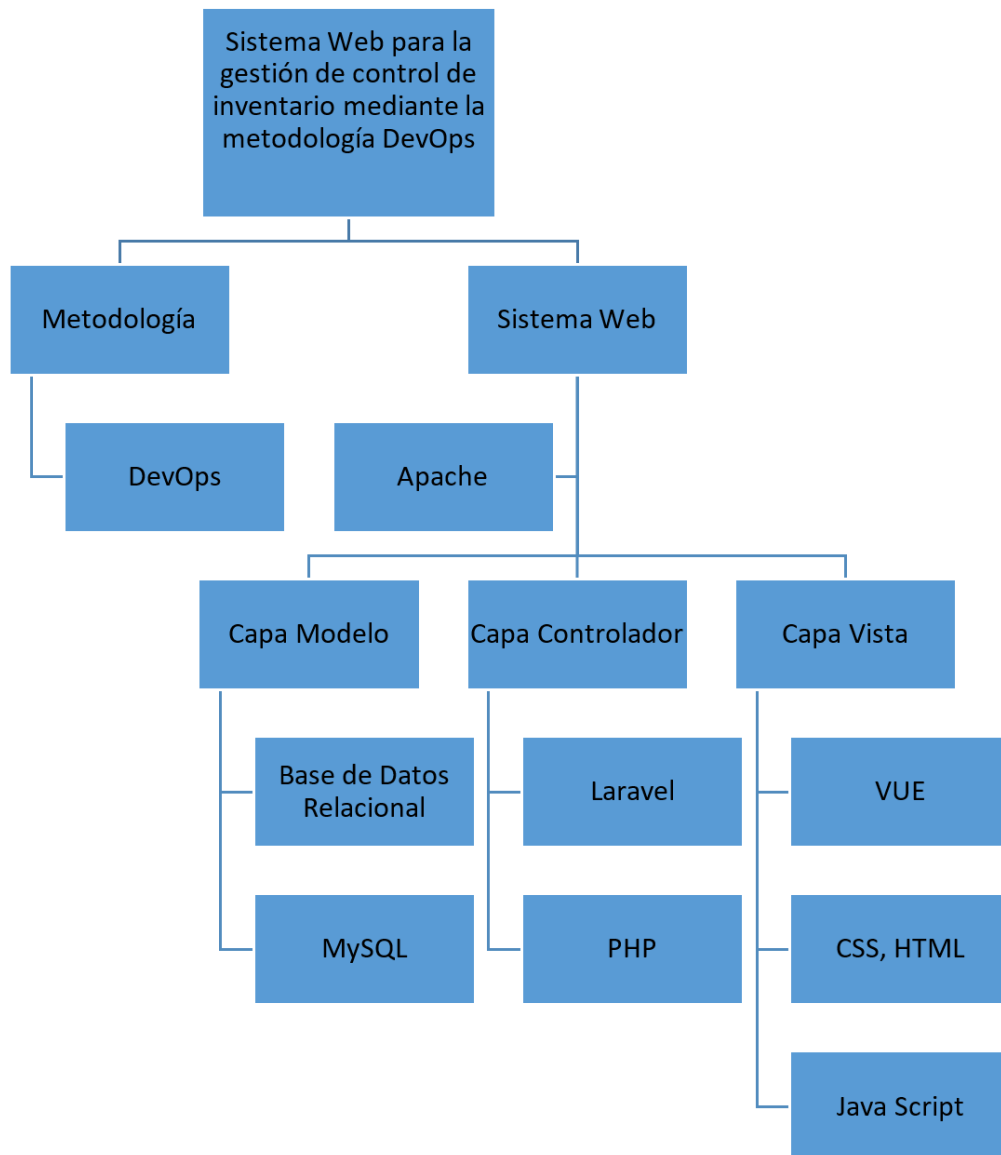 Sistema Web para la
gestión de control de
inventario mediante la
metodología DevOps
Metodología
Sistema Web
DevOps
Apache
Capa Modelo
Capa Controlador
Capa Vista
Base de Datos
Relacional
Laravel
VUE
MySQL
PHP
CSS, HTML
Java Script